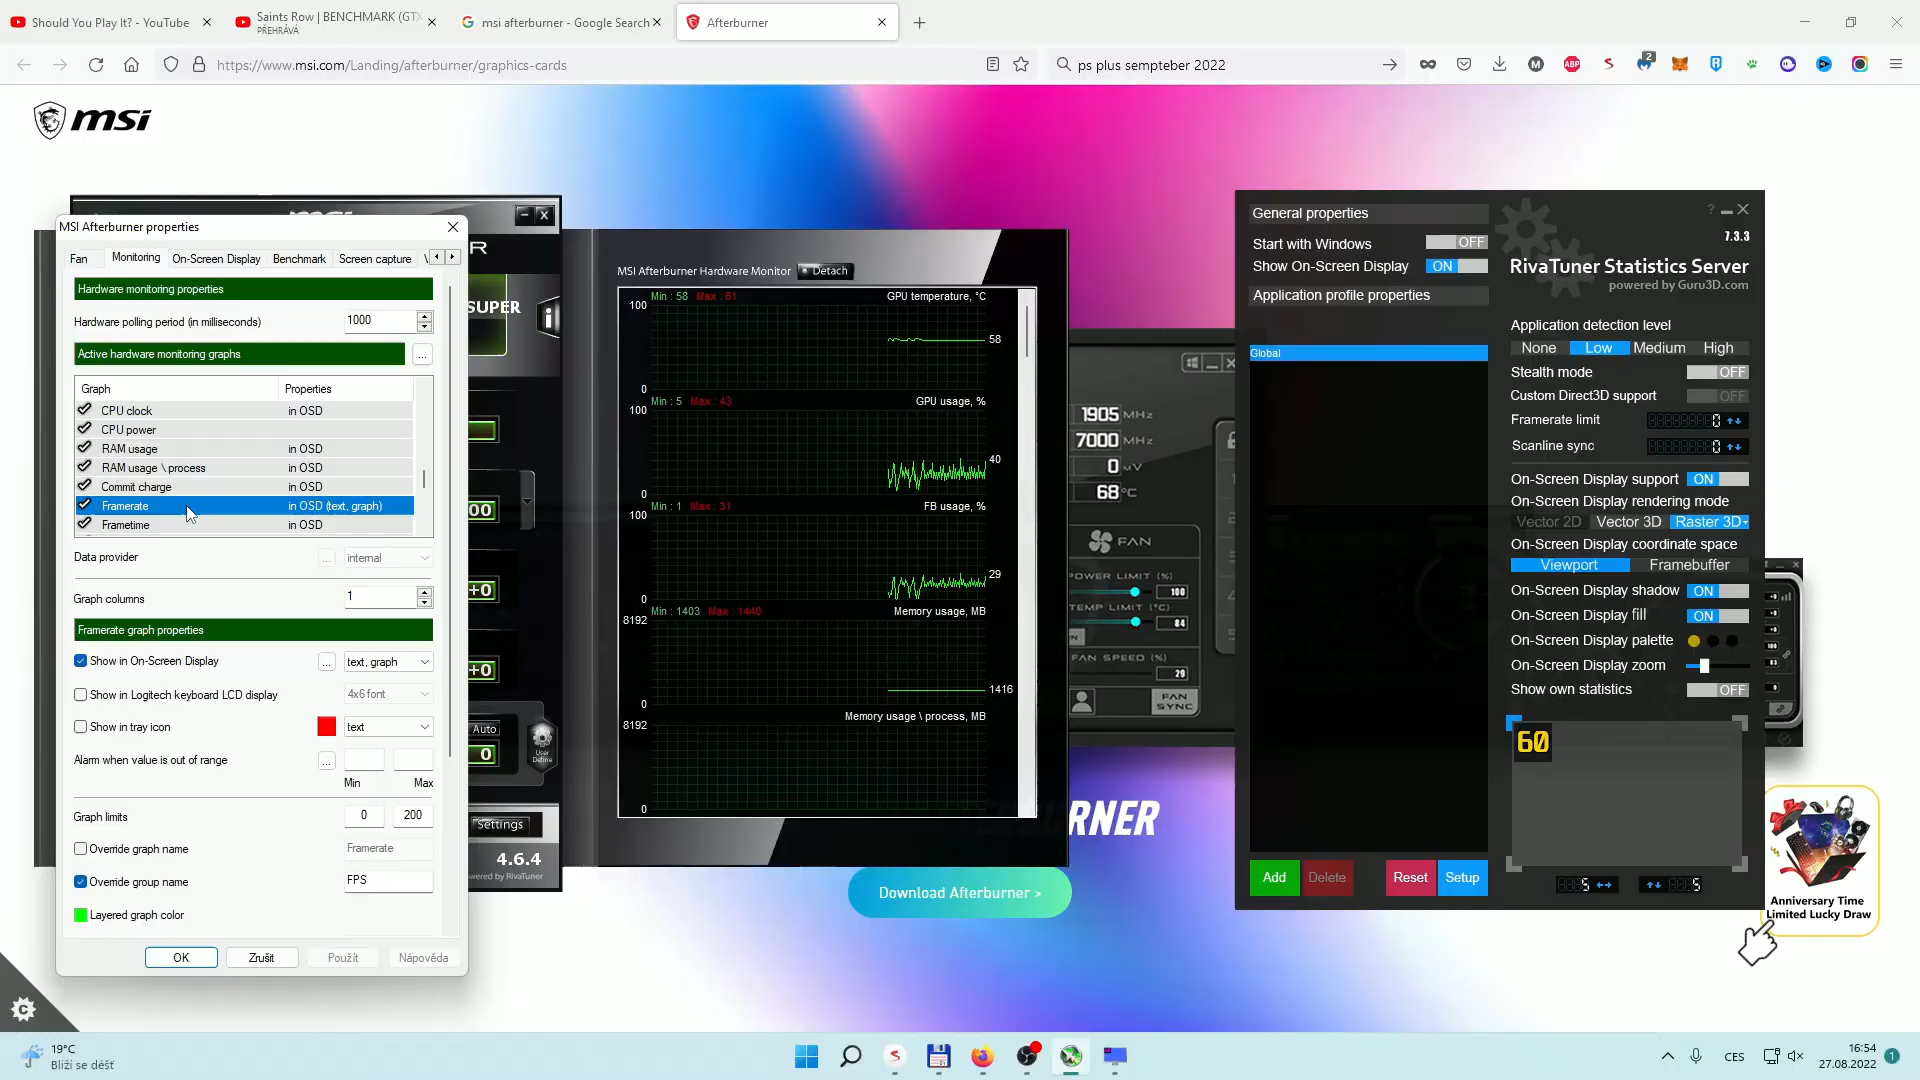 Should You Play It? - YouTube
Saints Row | BENCHMARK (GTX
PŘEHRÁVÁ
msi afterburner - Google Search
Afterburner
https://www.msi.com/Landing/afterburner/graphics-cards
ps plus sempteber 2022
2
ABP
msi
MSI Afterburner properties
Fan
Monitoring
On-Screen Display
Benchmark
Screen capture
Hardware monitoring properties
Hardware polling period (in milliseconds)
1000
Active hardware monitoring graphs
...
Graph
Properties
CPU clock
in OSD
CPU power
RAM usage
in OSD
RAM usage \ process
in OSD
Commit charge
in OSD
Framerate
in OSD (text, graph)
Frametime
in OSD
Data provider
...
internal
Graph columns
1
Framerate graph properties
Show in On-Screen Display
...
text, graph
Show in Logitech keyboard LCD display
4x6 font
Show in tray icon
text
Alarm when value is out of range
...
Min
Max
Graph limits
0
200
Override graph name
Framerate
Override group name
FPS
Layered graph color
OK
Zrušit
Použít
Nápověda
R
SUPER
i
00
+0
+0
Auto
0
User
Define
Settings
4.6.4
wered by RivaTuner
MSI Afterburner Hardware Monitor
Detach
Min : 58 Max : 61
GPU temperature, °C
100
58
0
Min : 5 Max : 43
GPU usage, %
100
40
0
Min : 1 Max : 31
FB usage, %
100
29
0
Min : 1403 Max : 1440
Memory usage, MB
8192
1416
0
Memory usage \ process, MB
8192
0
1905 MHz
7000 MHz
0 mV
68 °C
FAN
POWER LIMIT (%)
100
TEMP LIMIT (°C)
84
FAN SPEED (%)
29
FAN
SYNC
RNER
Download Afterburner >
General properties
Start with Windows
OFF
Show On-Screen Display
ON
Application profile properties
Global
Add
Delete
Reset
Setup
?
7.3.3
RivaTuner Statistics Server
powered by Guru3D.com
Application detection level
None
Low
Medium
High
Stealth mode
OFF
Custom Direct3D support
OFF
Framerate limit
0
Scanline sync
0
On-Screen Display support
ON
On-Screen Display rendering mode
Vector 2D
Vector 3D
Raster 3D
On-Screen Display coordinate space
Viewport
Framebuffer
On-Screen Display shadow
ON
On-Screen Display fill
ON
On-Screen Display palette
On-Screen Display zoom
Show own statistics
OFF
60
5
5
Anniversary Time
Limited Lucky Draw
19°C
Blíží se déšť
CES
16:54
27.08.2022
1